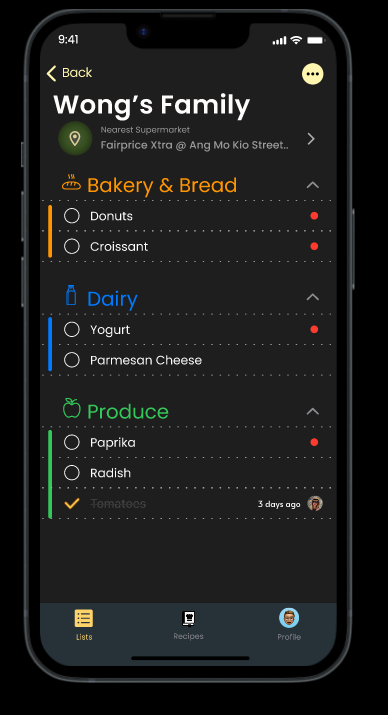 9:41
Back
Wong’s Family
Nearest Supermarket
Fairprice Xtra @ Ang Mo Kio Street..
Bakery & Bread
Donuts
Croissant
Dairy
Yogurt
Parmesan Cheese
Produce
Paprika
Radish
Tomatoes 3 days ago
Lists Recipes Profile